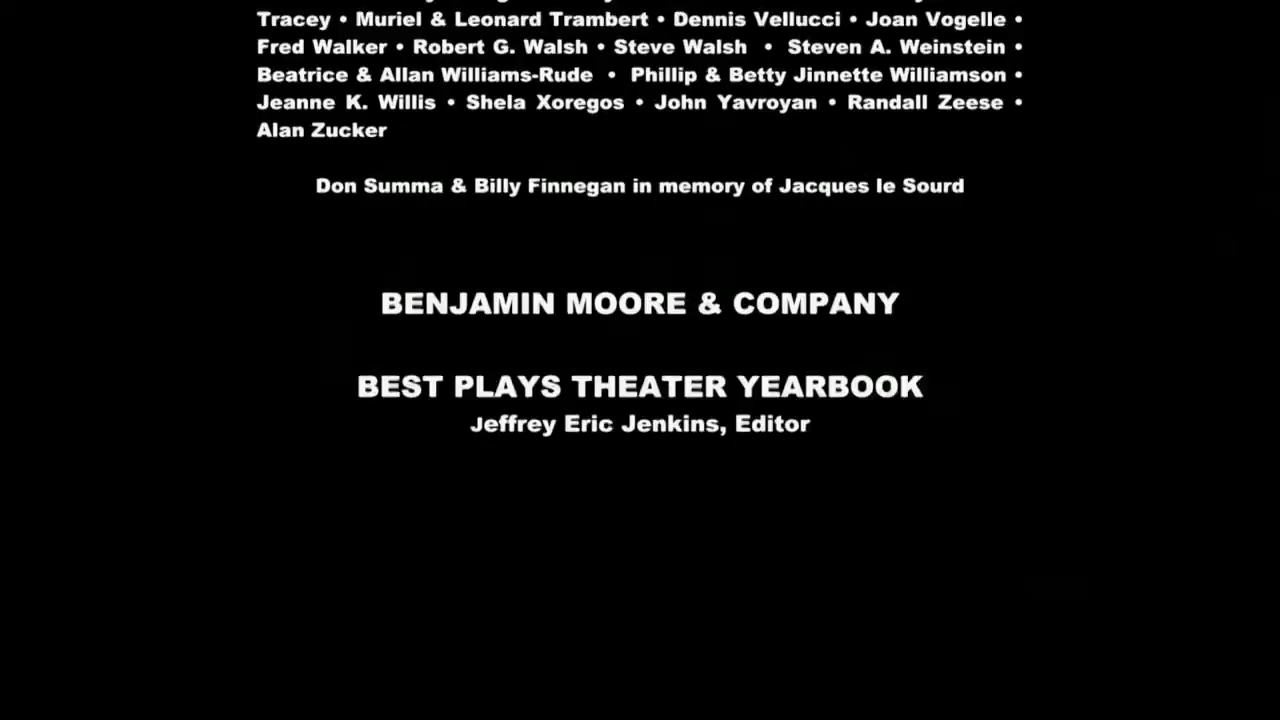 Tracey • Muriel & Leonard Trambert • Dennis Vellucci • Joan Vogelle •
Fred Walker • Robert G. Walsh • Steve Walsh • Steven A. Weinstein •
Beatrice & Allan Williams-Rude • Phillip & Betty Jinnette Williamson •
Jeanne K. Willis • Shela Xoregos • John Yavroyan • Randall Zeese •
Alan Zucker
Don Summa & Billy Finnegan in memory of Jacques le Sourd
BENJAMIN MOORE & COMPANY
BEST PLAYS THEATER YEARBOOK
Jeffrey Eric Jenkins, Editor